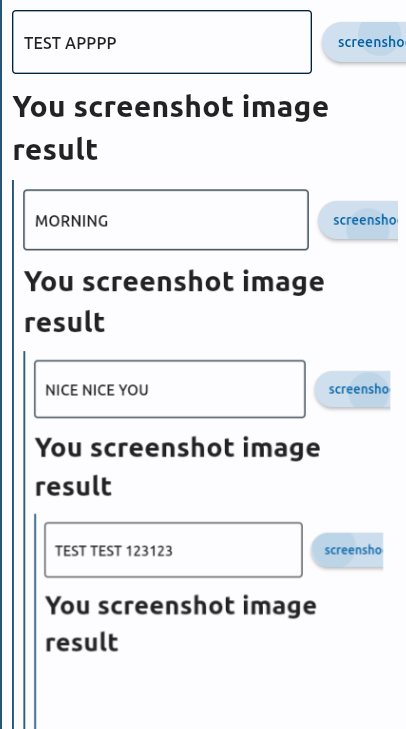 TEST APPPP
screensho
You screenshot image
result
MORNING
screensho
You screenshot image
result
NICE NICE YOU
screensho
You screenshot image
result
TEST TEST 123123
screensho
You screenshot image
result